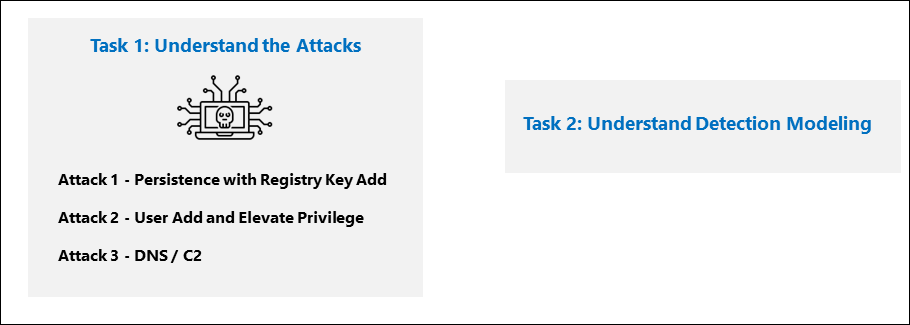 Task 1: Understand the Attacks
Attack 1 - Persistence with Registry Key Add
Attack 2 - User Add and Elevate Privilege
Attack 3 - DNS / C2
Task 2: Understand Detection Modeling